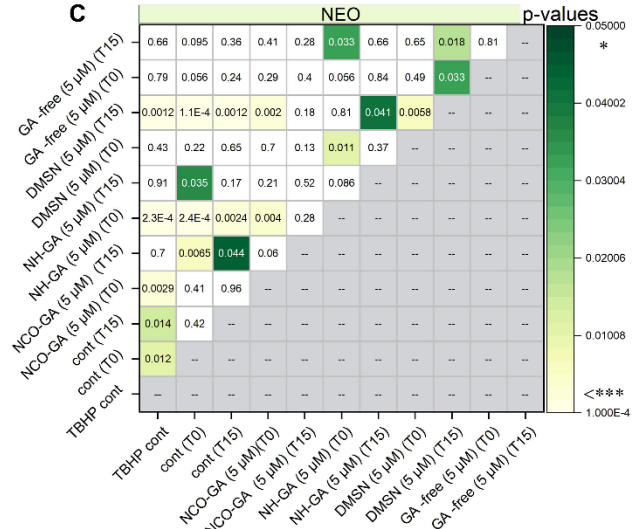 C
NEO
p-values
GA -free (5 μM) (T15) 0.66 0.095 0.36 0.41 0.28 0.033 0.66 0.65 0.018 0.81 --
GA -free (5 μM) (T0) 0.79 0.056 0.24 0.29 0.4 0.056 0.84 0.49 0.033 -- --
DMSN (5 μM) (T15) 0.0012 1.1E-4 0.0012 0.002 0.18 0.81 0.041 0.0058 -- -- --
DMSN (5 μM) (T0) 0.43 0.22 0.65 0.7 0.13 0.011 0.37 -- -- -- --
NH-GA (5 μM) (T15) 0.91 0.035 0.17 0.21 0.52 0.086 -- -- -- -- --
NH-GA (5 μM) (T0) 2.3E-4 2.4E-4 0.0024 0.004 0.28 -- -- -- -- -- --
NCO-GA (5 μM) (T15) 0.7 0.0065 0.044 0.06 -- -- -- -- -- -- --
NCO-GA (5 μM) (T0) 0.0029 0.41 0.96 -- -- -- -- -- -- -- --
cont (T15) 0.014 0.42 -- -- -- -- -- -- -- -- --
cont (T0) 0.012 -- -- -- -- -- -- -- -- -- --
TBHP cont -- -- -- -- -- -- -- -- -- -- --
TBHP cont
cont (T0)
cont (T15)
NCO-GA (5 μM)(T0)
NCO-GA (5 μM) (T15)
NH-GA (5 μM) (T0)
NH-GA (5 μM) (T15)
DMSN (5 μM) (T0)
DMSN (5 μM) (T15)
GA -free (5 μM) (T0)
GA -free (5 μM) (T15)
0.05000
*
0.04002
0.03004
0.02006
0.01008
<***
1.000E-4